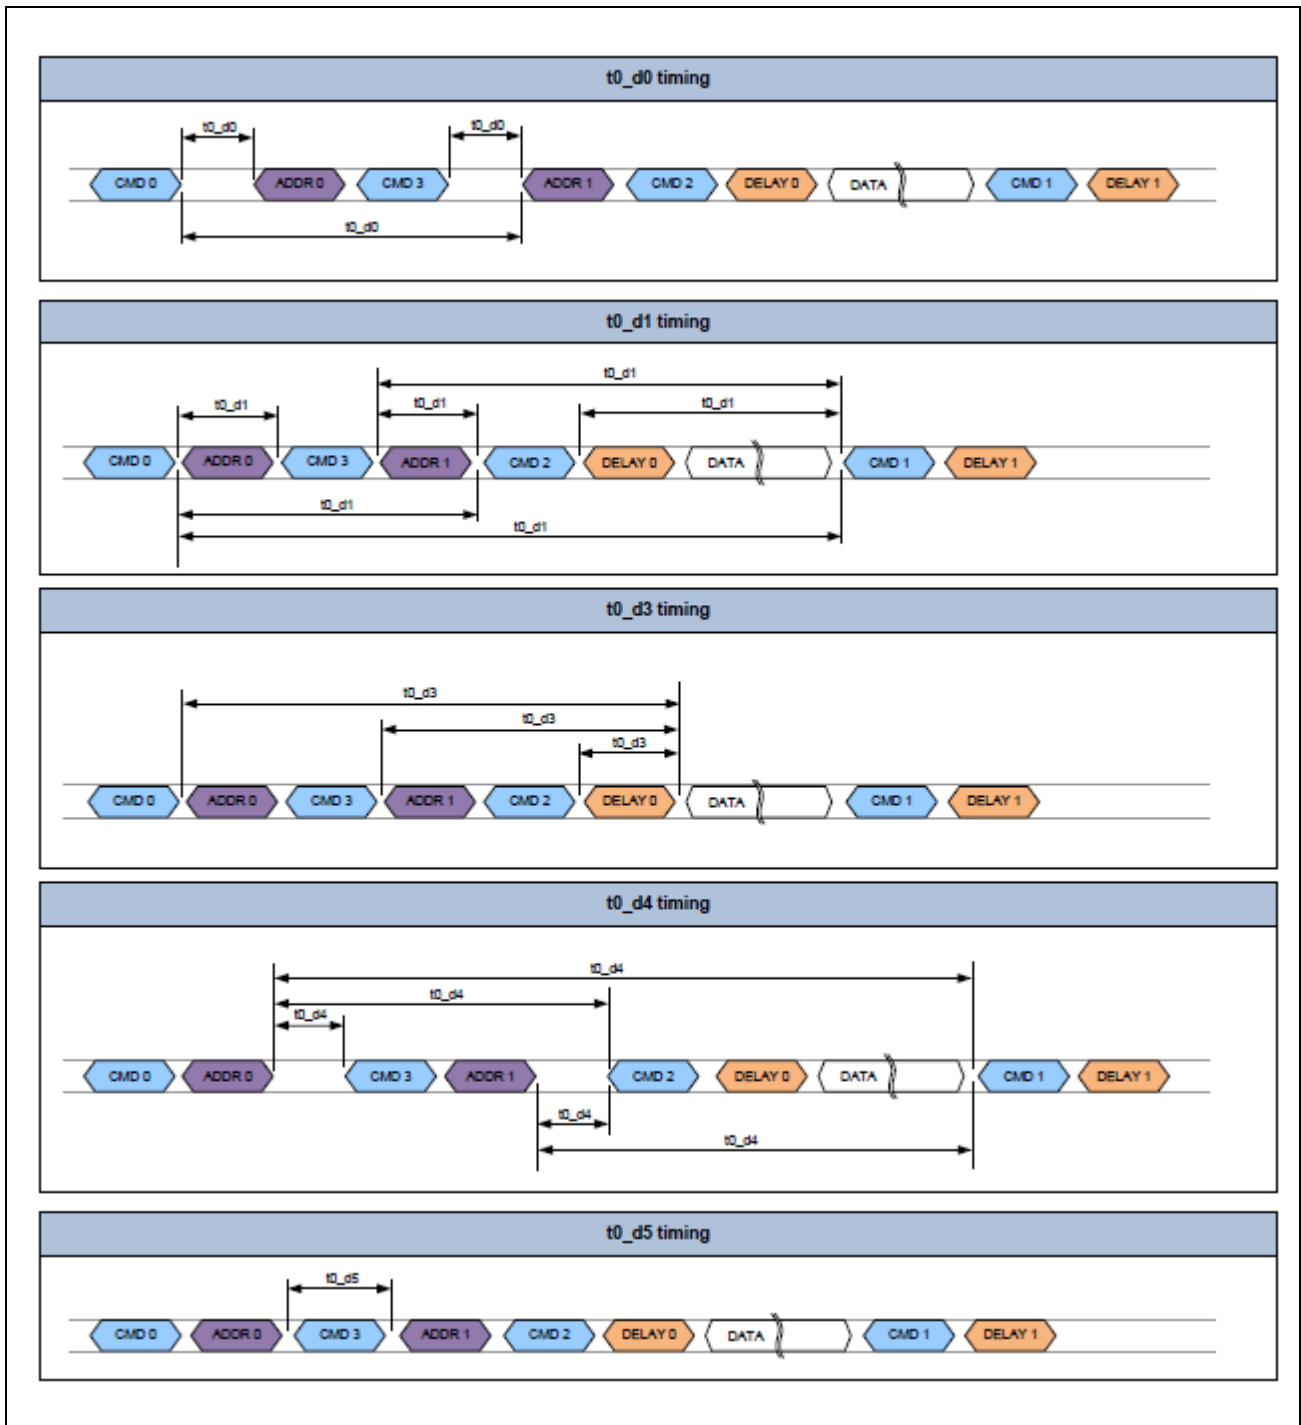 t0_d0 timing
t0_d0 t0_d0
CMD 0 ADDR 0 CMD 3 ADDR 1 CMD 2 DELAY 0 DATA CMD 1 DELAY 1
t0_d0
t0_d1 timing
t0_d1
t0_d1 t0_d1 t0_d1
CMD 0 ADDR 0 CMD 3 ADDR 1 CMD 2 DELAY 0 DATA CMD 1 DELAY 1
t0_d1
t0_d1
t0_d3 timing
t0_d3
t0_d3
t0_d3
CMD 0 ADDR 0 CMD 3 ADDR 1 CMD 2 DELAY 0 DATA CMD 1 DELAY 1
t0_d4 timing
t0_d4
t0_d4
t0_d4
CMD 0 ADDR 0 CMD 3 ADDR 1 CMD 2 DELAY 0 DATA CMD 1 DELAY 1
t0_d4
t0_d4
t0_d5 timing
t0_d5
CMD 0 ADDR 0 CMD 3 ADDR 1 CMD 2 DELAY 0 DATA CMD 1 DELAY 1